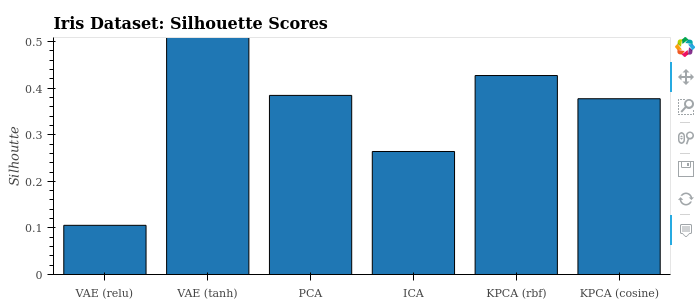 Iris Dataset: Silhouette Scores
0.5
0.4
0.3
0.2
0.1
0
Silhoutte
VAE (relu) VAE (tanh) PCA ICA KPCA (rbf) KPCA (cosine)